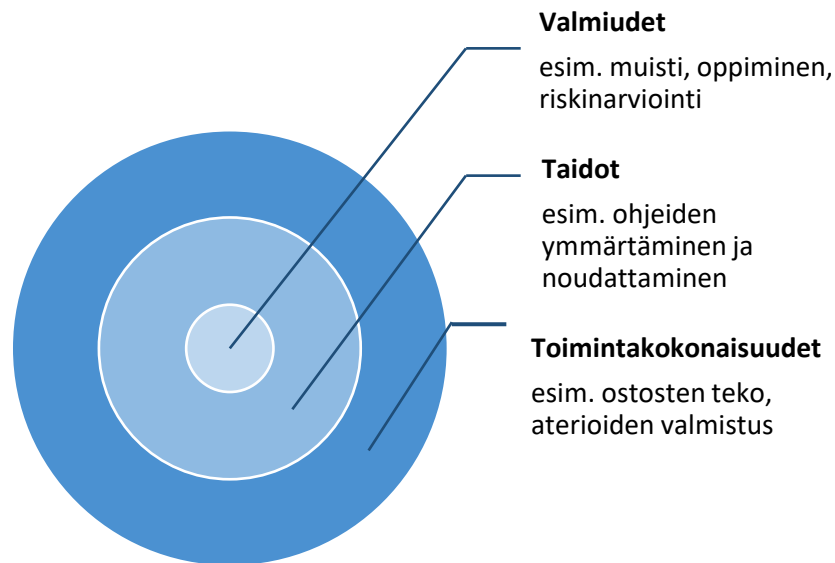 Valmiudet
esim. muisti, oppiminen,
riskinarviointi
Taidot
esim. ohjeiden
ymmärtäminen ja
noudattaminen
Toimintakokonaisuudet
esim. ostosten teko,
aterioiden valmistus